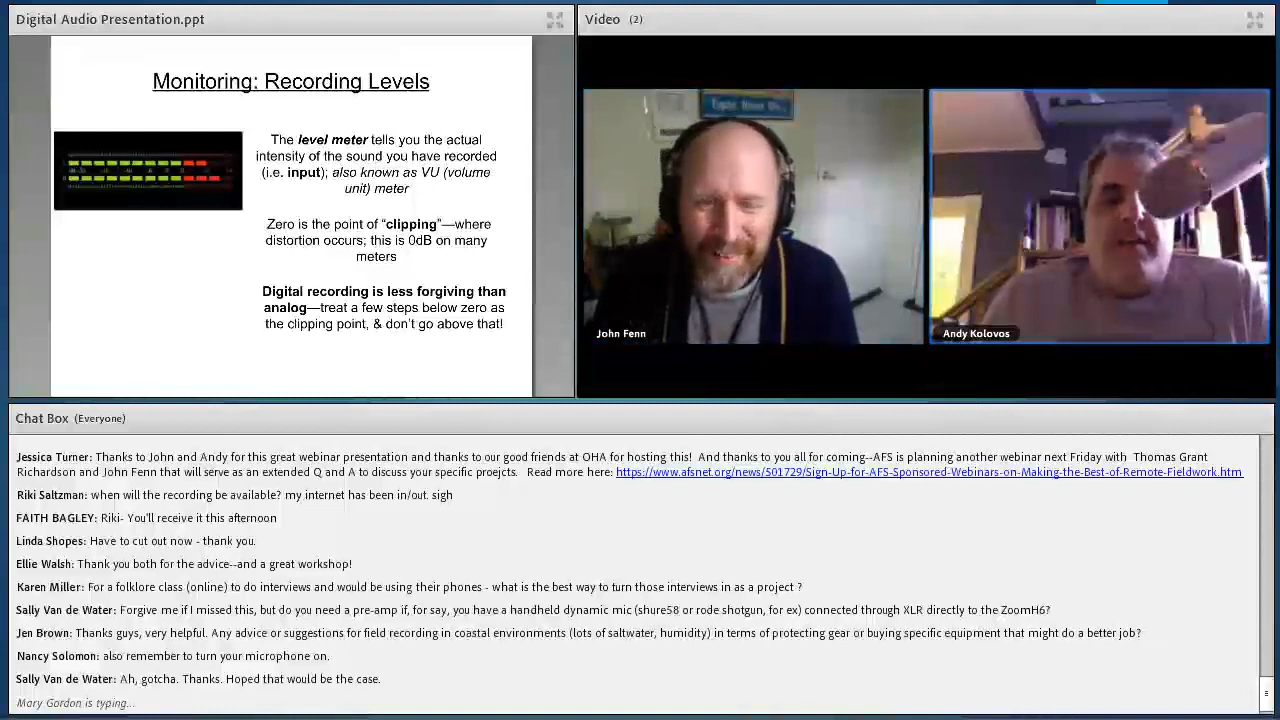 Digital Audio Presentation.ppt
Monitoring: Recording Levels
The level meter tells you the actual
intensity of the sound you have recorded
(i.e. input); also known as VU (volume
unit) meter
Zero is the point of “clipping”—where
distortion occurs; this is 0dB on many
meters
Digital recording is less forgiving than
analog—treat a few steps below zero as
the clipping point, & don’t go above that!
Video (2)
John Fenn
Andy Kolovos
Chat Box (Everyone)
Jessica Turner: Thanks to John and Andy for this great webinar presentation and thanks to our good friends at OHA for hosting this! And thanks to you all for coming--AFS is planning another webinar next Friday with Thomas Grant
Richardson and John Fenn that will serve as an extended Q and A to discuss your specific proejcts. Read more here: https://www.afsnet.org/news/501729/Sign-Up-for-AFS-Sponsored-Webinars-on-Making-the-Best-of-Remote-Fieldwork.htm
Riki Saltzman: when will the recording be available? my internet has been in/out. sigh
FAITH BAGLEY: Riki- You'll receive it this afternoon
Linda Shopes: Have to cut out now - thank you.
Ellie Walsh: Thank you both for the advice--and a great workshop!
Karen Miller: For a folklore class (online) to do interviews and would be using their phones - what is the best way to turn those interviews in as a project ?
Sally Van de Water: Forgive me if I missed this, but do you need a pre-amp if, for say, you have a handheld dynamic mic (shure58 or rode shotgun, for ex) connected through XLR directly to the ZoomH6?
Jen Brown: Thanks guys, very helpful. Any advice or suggestions for field recording in coastal environments (lots of saltwater, humidity) in terms of protecting gear or buying specific equipment that might do a better job?
Nancy Solomon: also remember to turn your microphone on.
Sally Van de Water: Ah, gotcha. Thanks. Hoped that would be the case.
Mary Gordon is typing...